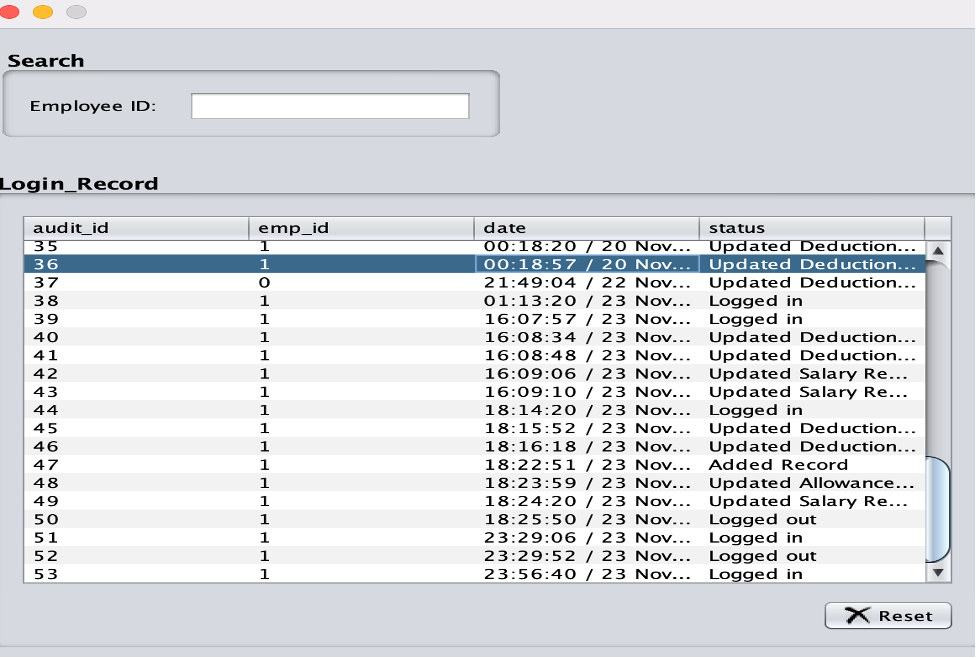 Search
Employee ID:
Login_Record
audit_id emp_id date status
35 1 00:18:20 / 20 Nov... Updated Deduction...
36 1 00:18:57 / 20 Nov... Updated Deduction...
37 0 21:49:04 / 22 Nov... Updated Deduction...
38 1 01:13:20 / 23 Nov... Logged in
39 1 16:07:57 / 23 Nov... Logged in
40 1 16:08:34 / 23 Nov... Updated Deduction...
41 1 16:08:48 / 23 Nov... Updated Deduction...
42 1 16:09:06 / 23 Nov... Updated Salary Re...
43 1 16:09:10 / 23 Nov... Updated Salary Re...
44 1 18:14:20 / 23 Nov... Logged in
45 1 18:15:52 / 23 Nov... Updated Deduction...
46 1 18:16:18 / 23 Nov... Updated Deduction...
47 1 18:22:51 / 23 Nov... Added Record
48 1 18:23:59 / 23 Nov... Updated Allowance...
49 1 18:24:20 / 23 Nov... Updated Salary Re...
50 1 18:25:50 / 23 Nov... Logged out
51 1 23:29:06 / 23 Nov... Logged in
52 1 23:29:52 / 23 Nov... Logged out
53 1 23:56:40 / 23 Nov... Logged in
Reset